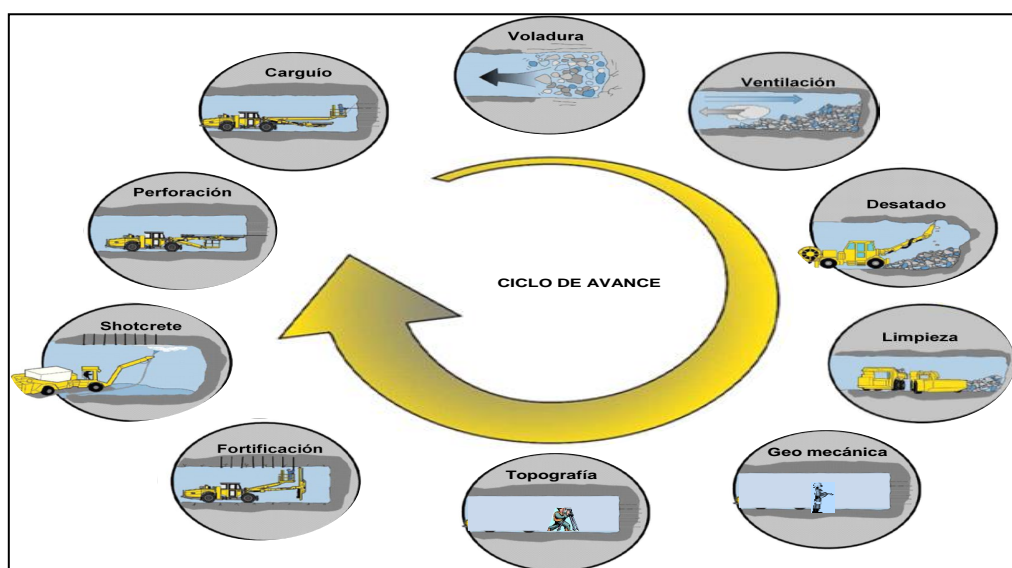 Voladura
Carguío
Ventilación
Perforación
Desatado
CICLO DE AVANCE
Shotcrete
Limpieza
Fortificación
Topografía
Geo mecánica